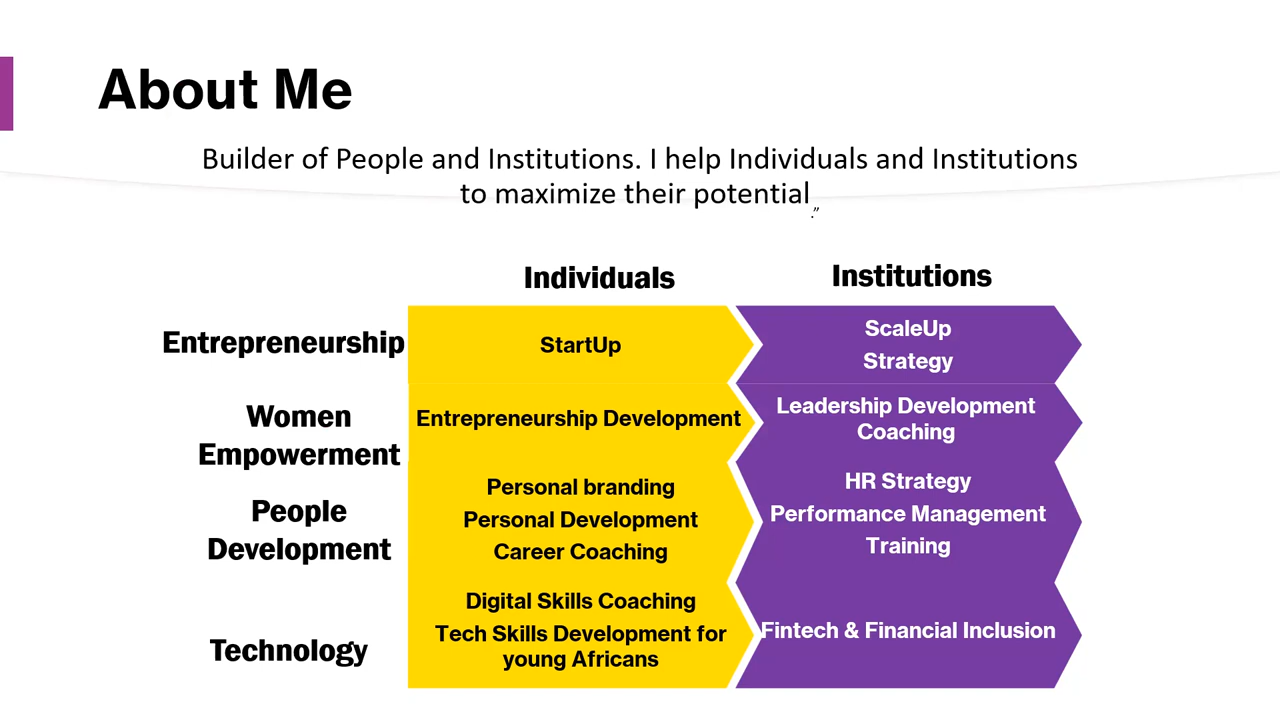 About Me
Builder of People and Institutions. I help Individuals and Institutions
to maximize their potential
.”
Individuals
Institutions
Entrepreneurship
StartUp
ScaleUp
Strategy
Women
Empowerment
Entrepreneurship Development
Leadership Development
Coaching
People
Development
Personal branding
Personal Development
Career Coaching
HR Strategy
Performance Management
Training
Technology
Digital Skills Coaching
Tech Skills Development for
young Africans
Fintech & Financial Inclusion